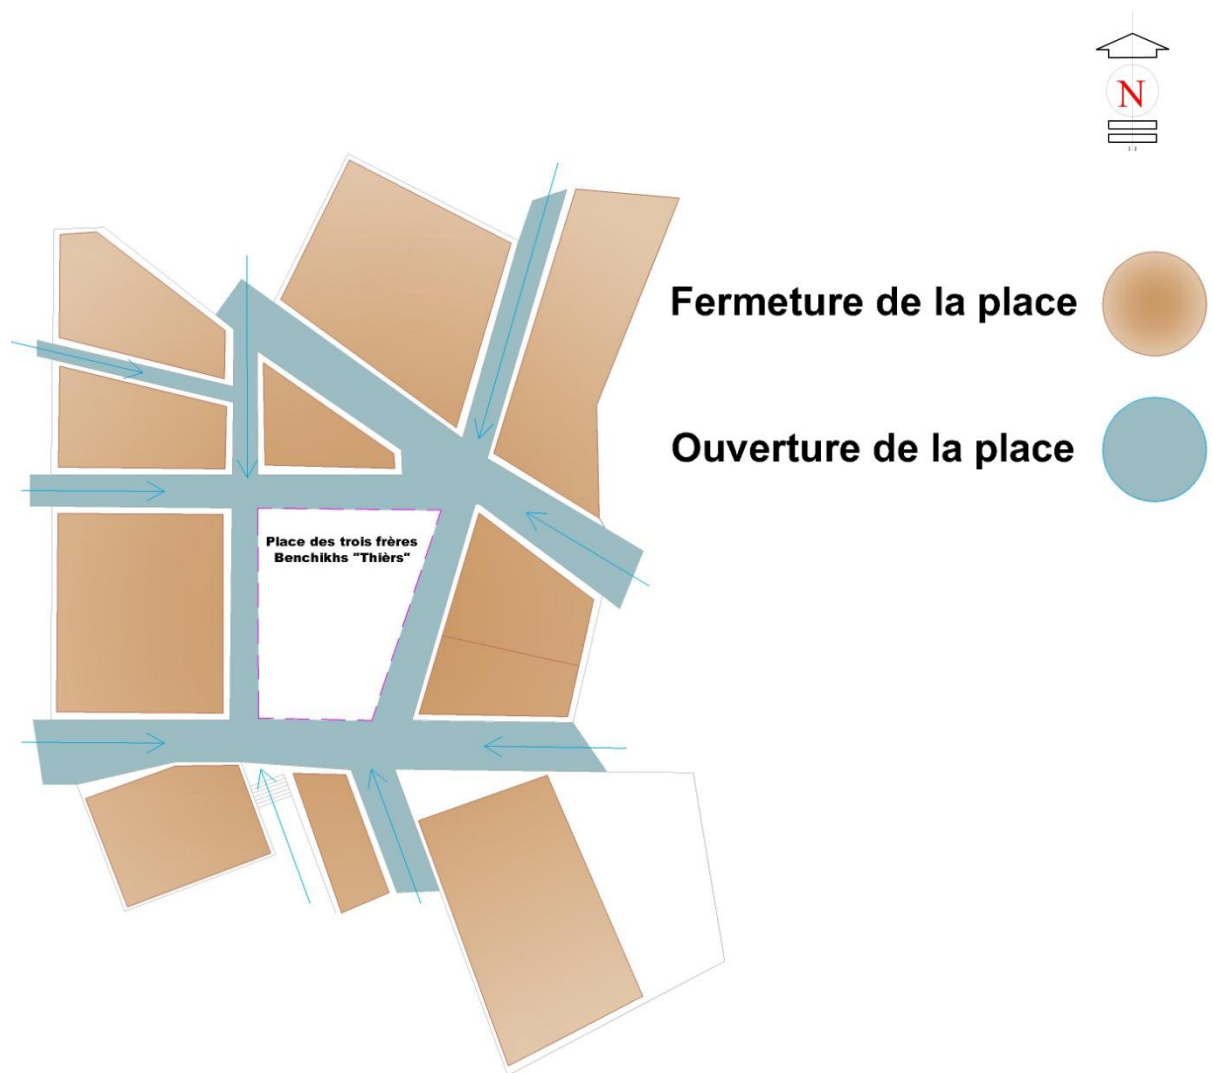 N
Fermeture de la place
Ouverture de la place
Place des trois frères
Benchikhs "Thièrs"